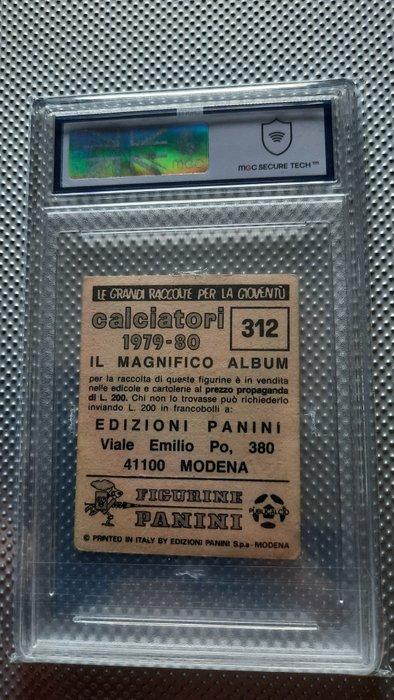 MGC
MGC SECURE TECH™
LE GRANDI RACCOLTE PER LA GIOVENTÙ
calciatori
1979-80
312
IL MAGNIFICO ALBUM
per la raccolta di queste figurine è in vendita
nelle edicole e cartolerie al prezzo propaganda
di L. 200. Chi non lo trovasse può richiederlo
inviando L. 200 in francobolli a:
EDIZIONI PANINI
Viale Emilio Po, 380
41100 MODENA
FIGURINE
PANINI
© PRINTED IN ITALY BY EDIZIONI PANINI S.p.a - MODENA